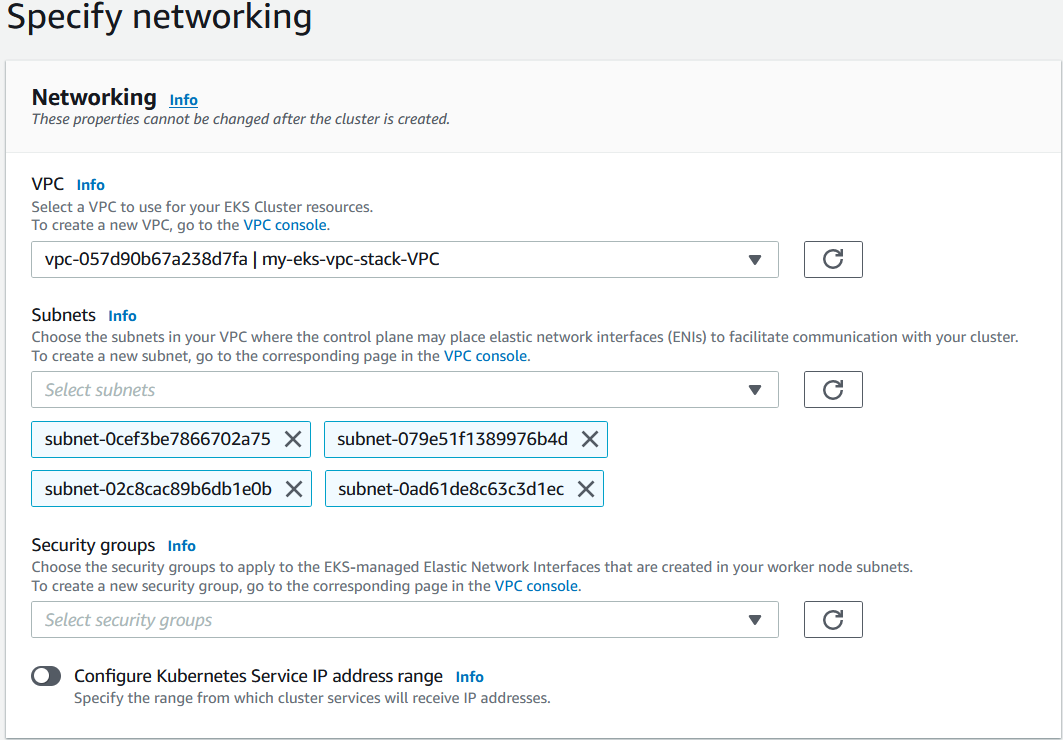 Specify networking
Networking Info
These properties cannot be changed after the cluster is created.
VPC Info
Select a VPC to use for your EKS Cluster resources.
To create a new VPC, go to the VPC console.
vpc-057d90b67a238d7fa | my-eks-vpc-stack-VPC
Subnets Info
Choose the subnets in your VPC where the control plane may place elastic network interfaces (ENIs) to facilitate communication with your cluster.
To create a new subnet, go to the corresponding page in the VPC console.
Select subnets
subnet-0cef3be7866702a75 subnet-079e51f1389976b4d
subnet-02c8cac89b6db1e0b subnet-0ad61de8c63c3d1ec
Security groups Info
Choose the security groups to apply to the EKS-managed Elastic Network Interfaces that are created in your worker node subnets.
To create a new security group, go to the corresponding page in the VPC console.
Select security groups
Configure Kubernetes Service IP address range Info
Specify the range from which cluster services will receive IP addresses.